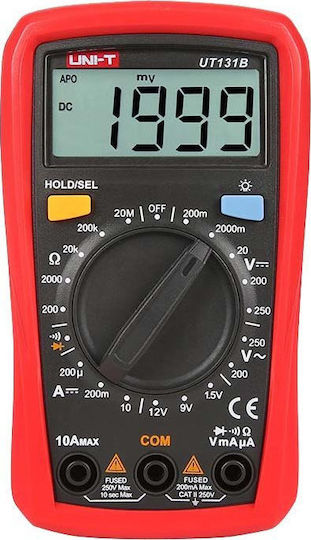 UNI-T UT131B
APO mV
DC 1999
HOLD/SEL
20M OFF 200m
200k 2000m
20k 20
Ω V⎓
2000 200
200 250
200 V~
200μ 250
A⎓ 200m 10 12V 9V 1.5V CE
10AMAX COM VmAμA
FUSED
250V Max
10 sec Max
FUSED
200mA Max
CAT II 250V